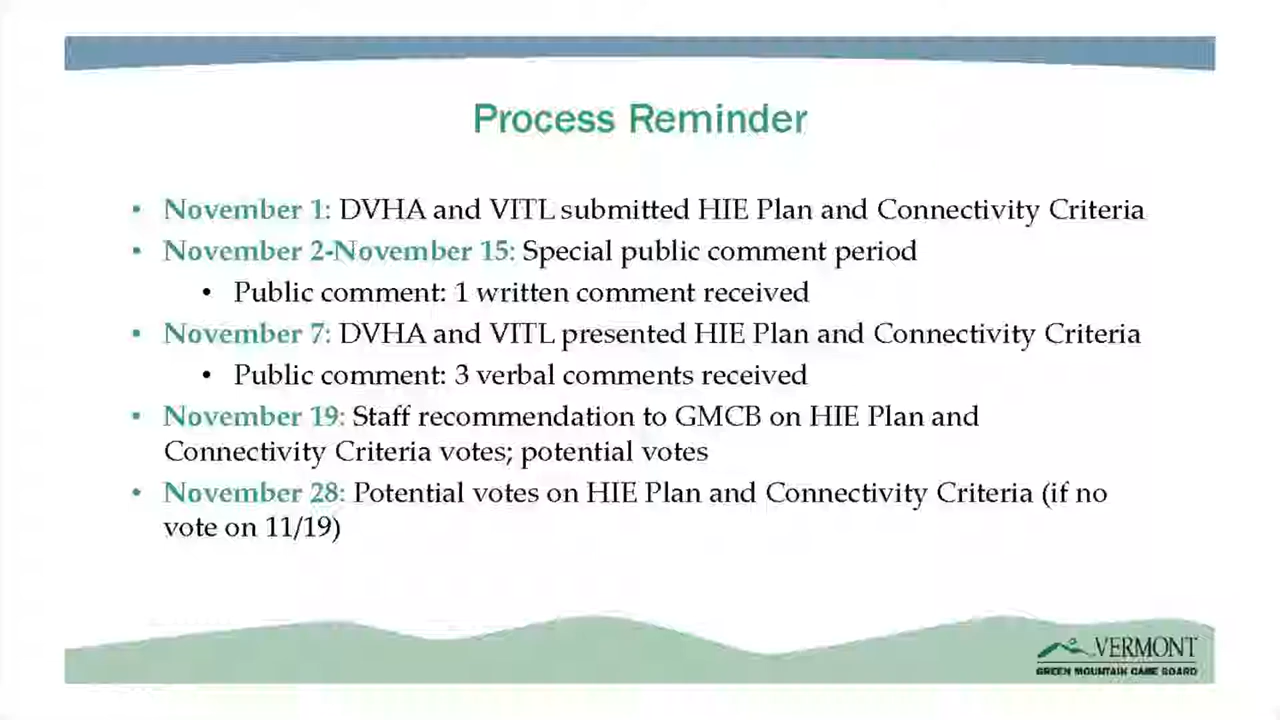 Process Reminder
• November 1: DVHA and VITL submitted HIE Plan and Connectivity Criteria
• November 2-November 15: Special public comment period
• Public comment: 1 written comment received
• November 7: DVHA and VITL presented HIE Plan and Connectivity Criteria
• Public comment: 3 verbal comments received
• November 19: Staff recommendation to GMCB on HIE Plan and
Connectivity Criteria votes; potential votes
• November 28: Potential votes on HIE Plan and Connectivity Criteria (if no
vote on 11/19)
VERMONT
GREEN MOUNTAIN CARE BOARD